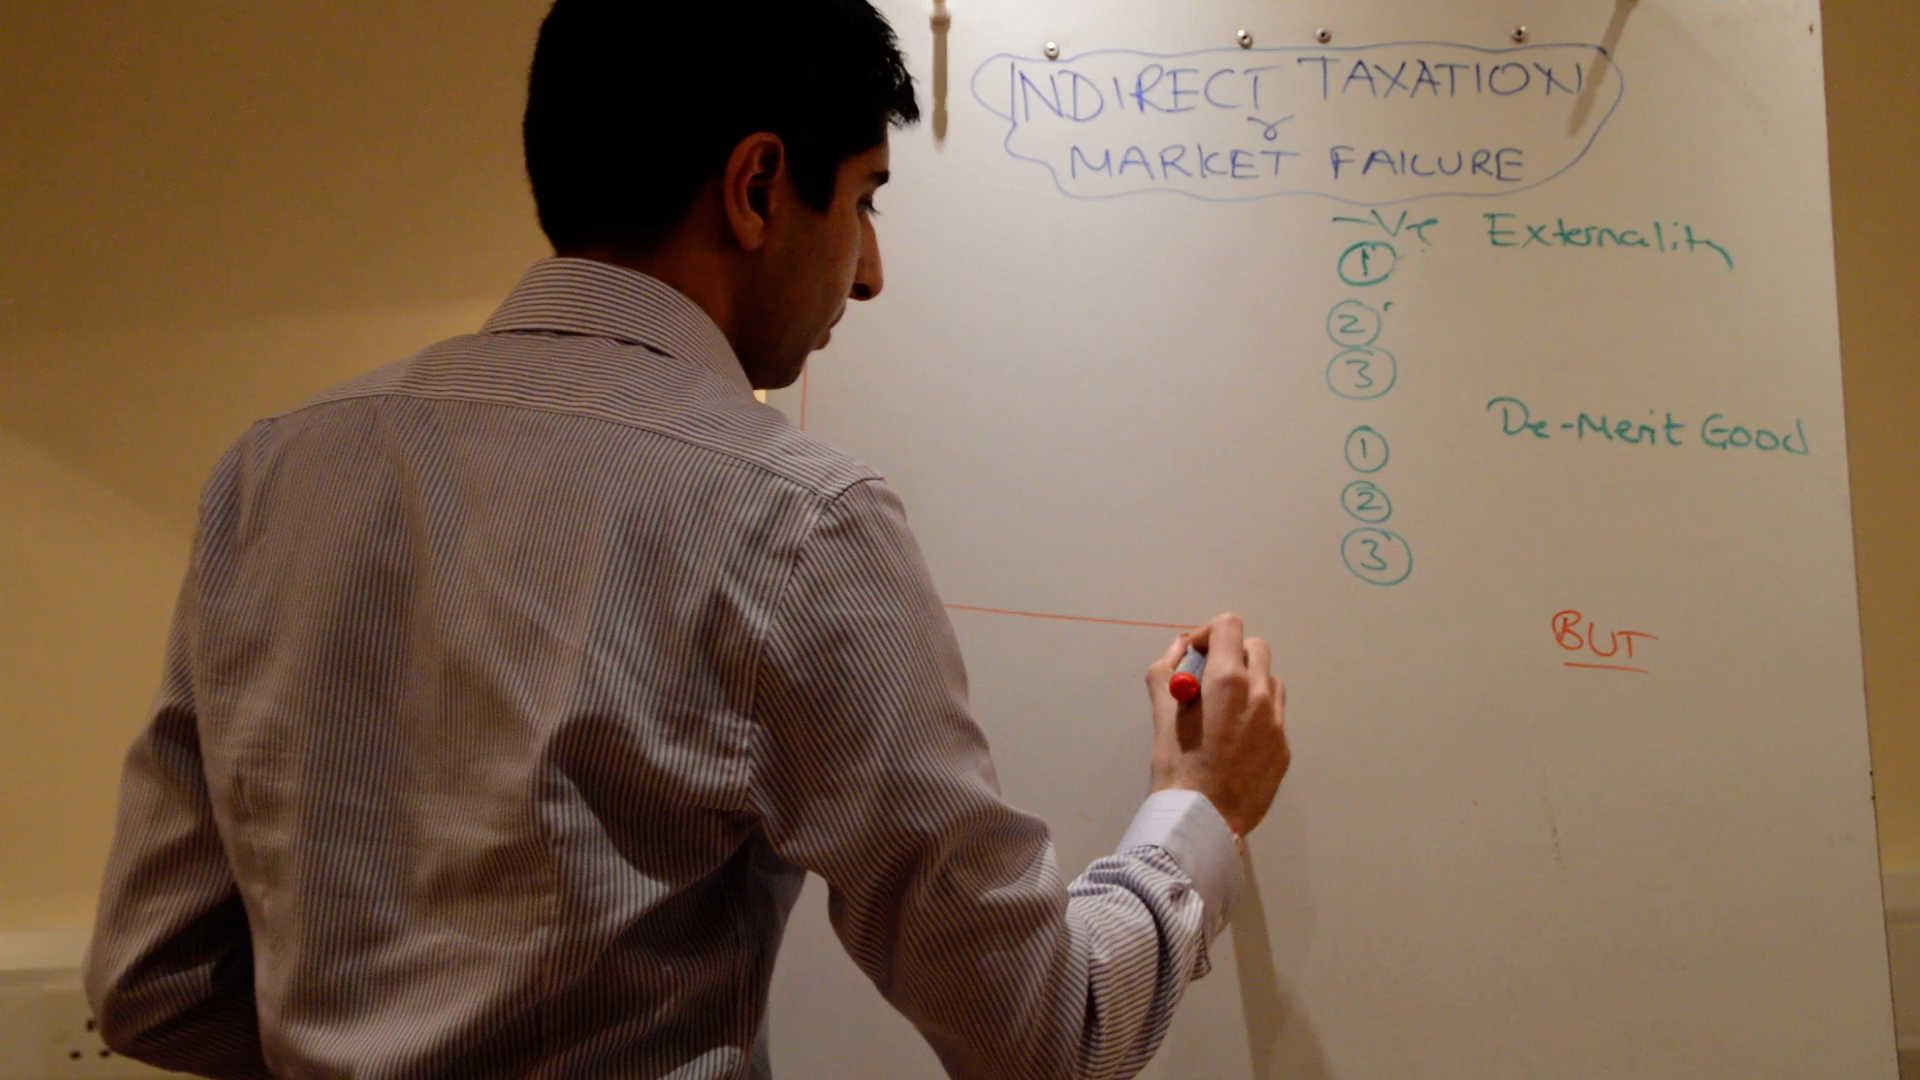 INDIRECT TAXATION
&
MARKET FAILURE
-Ve Externality
①
②
③
De-Merit Good
①
②
③
BUT